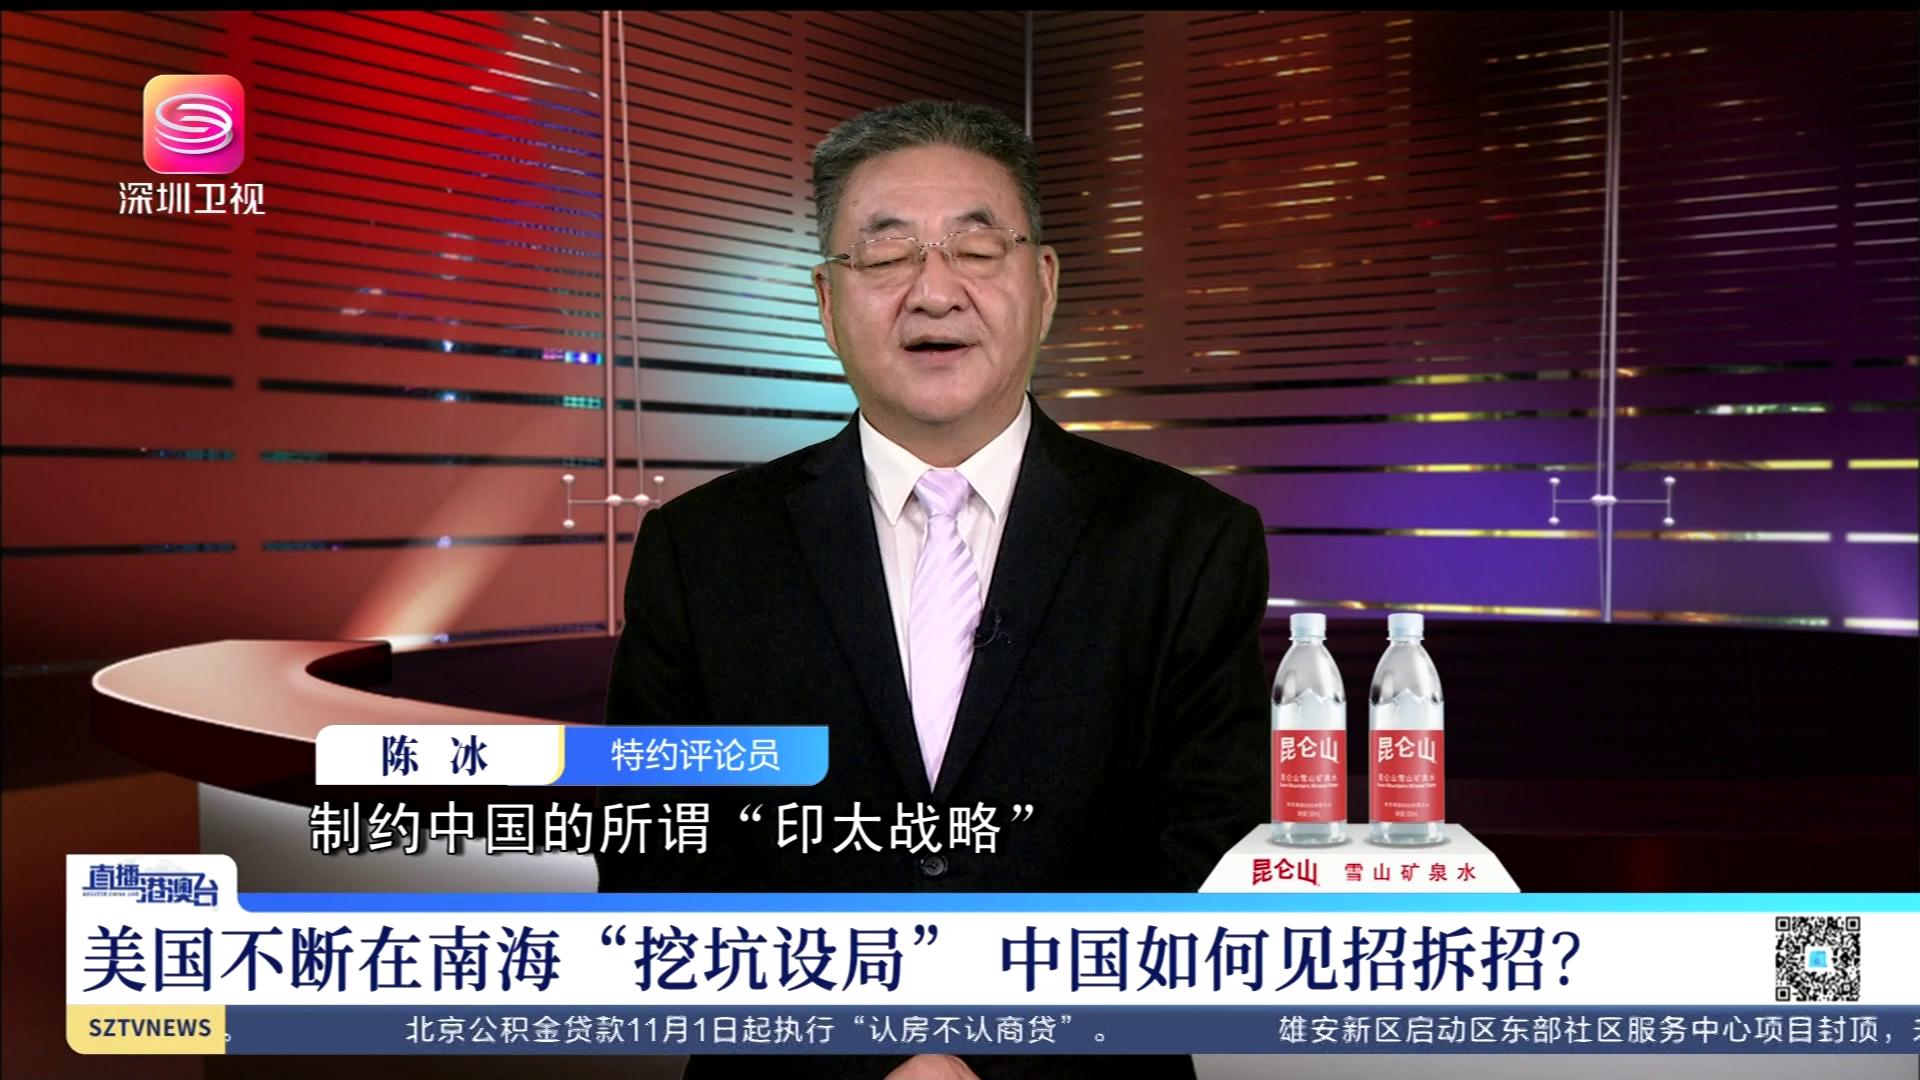 深圳卫视
陈 冰
特约评论员
制约中国的所谓“印太战略”
昆仑山
昆仑山
昆仑山 雪山矿泉水
直播港澳台
美国不断在南海“挖坑设局” 中国如何见招拆招?
SZTVNEWS
。 北京公积金贷款11月1日起执行“认房不认商贷”。 雄安新区启动区东部社区服务中心项目封顶，